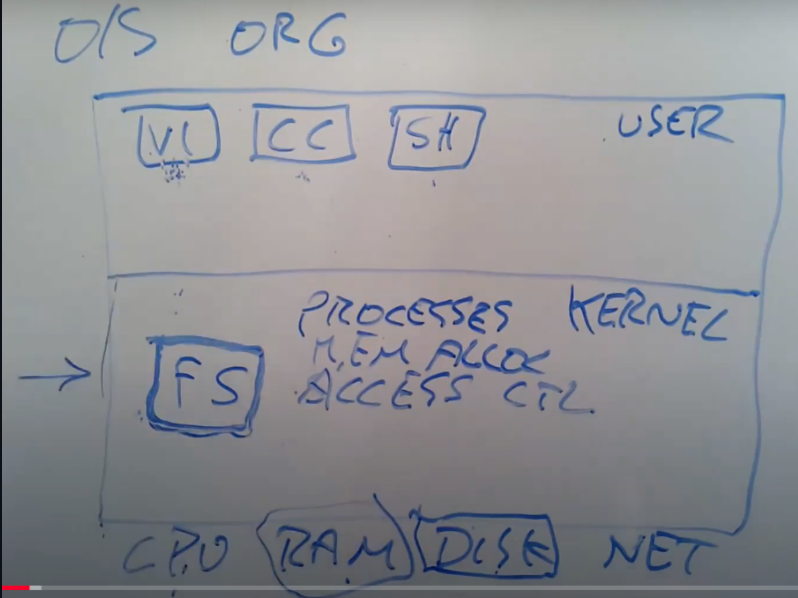 O/S ORG
VI CC SH USER
PROCESSES KERNEL
MEM ALLOC
FS ACCESS CTL
CPU RAM DISK NET